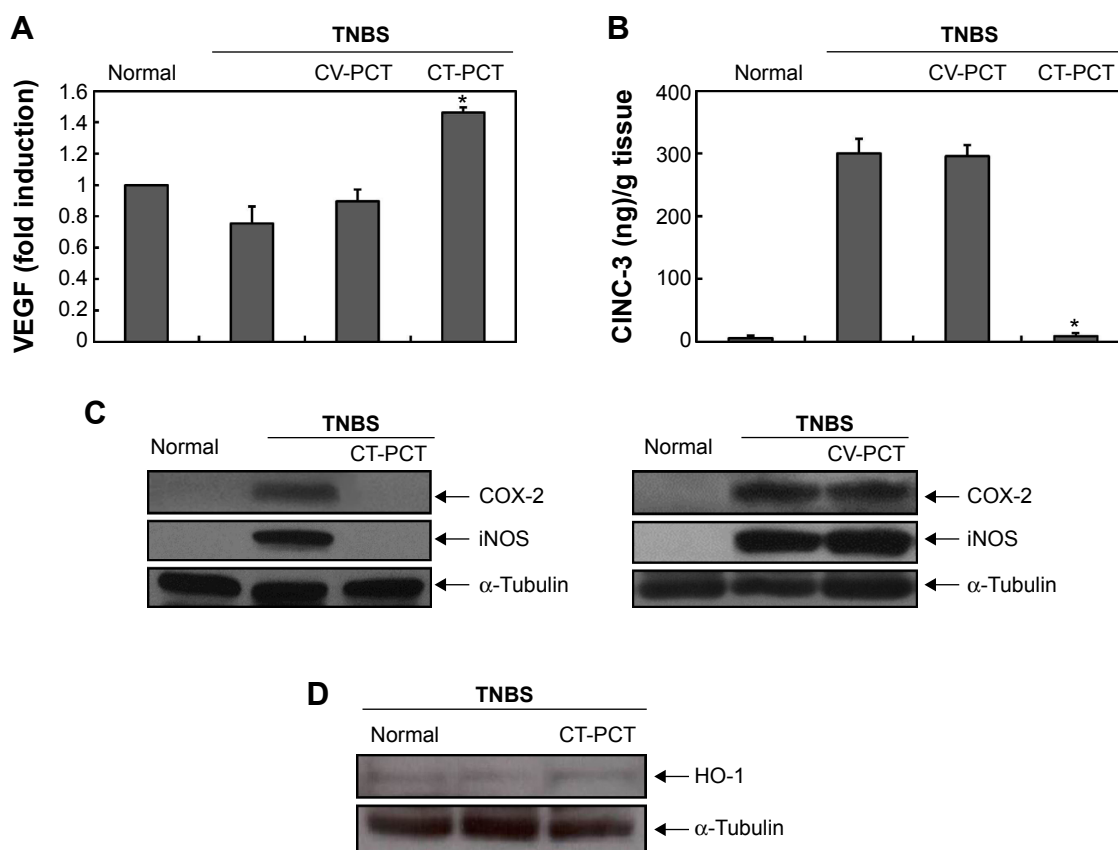 A
TNBS
Normal CV-PCT CT-PCT
VEGF (fold induction)
1.6
1.4
1.2
1
0.8
0.6
0.4
0.2
0
*
B
TNBS
Normal CV-PCT CT-PCT
CINC-3 (ng)/g tissue
400
300
200
100
0
*
C
TNBS
Normal CT-PCT
COX-2
iNOS
α-Tubulin
TNBS
Normal CV-PCT
COX-2
iNOS
α-Tubulin
D
TNBS
Normal CT-PCT
HO-1
α-Tubulin